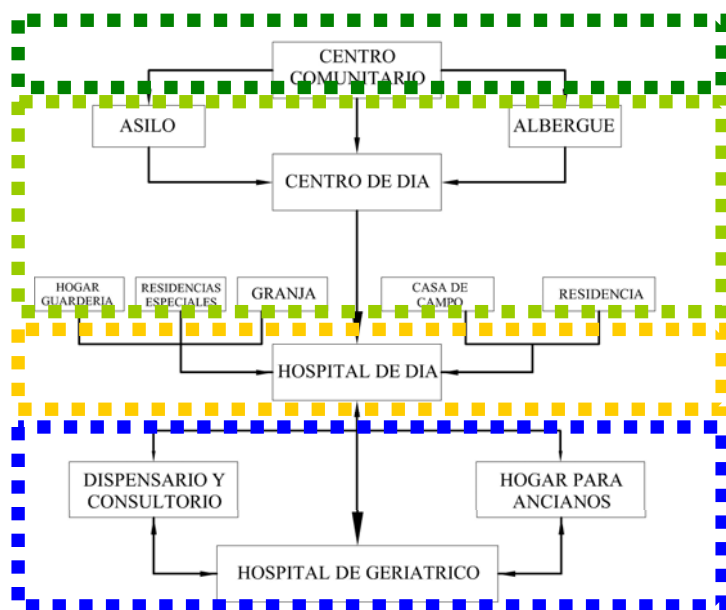 CENTRO
COMUNITARIO
ASILO
ALBERGUE
CENTRO DE DIA
HOGAR
GUARDERIA
RESIDENCIAS
ESPECIALES
GRANJA
CASA DE
CAMPO
RESIDENCIA
HOSPITAL DE DIA
DISPENSARIO Y
CONSULTORIO
HOGAR PARA
ANCIANOS
HOSPITAL DE GERIATRICO